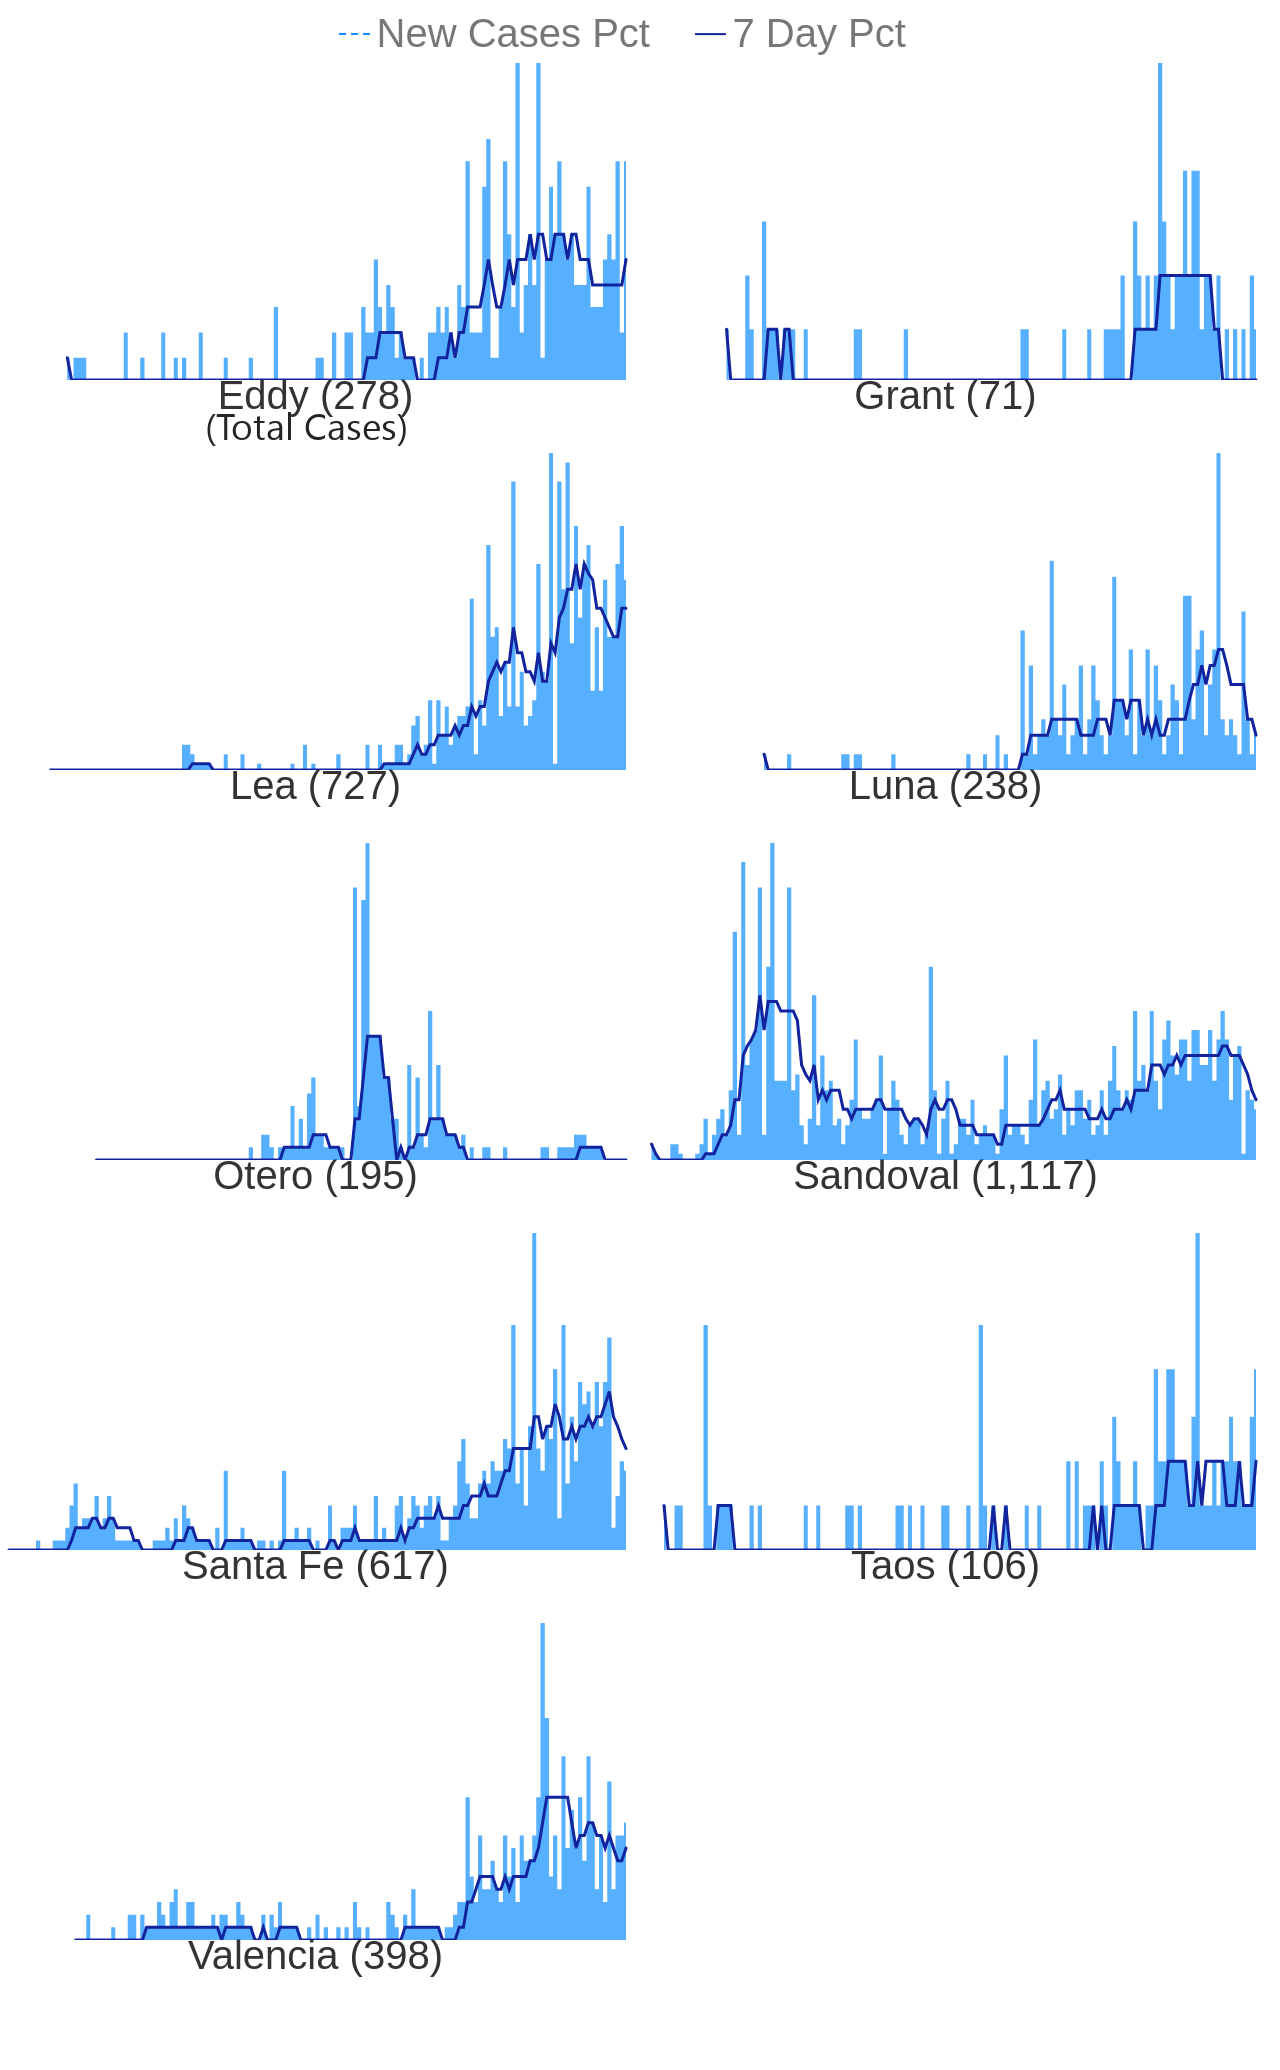 New Cases Pct 7 Day Pct
Eddy (278)
(Total Cases)
Grant (71)
Lea (727)
Luna (238)
Otero (195)
Sandoval (1,117)
Santa Fe (617)
Taos (106)
Valencia (398)